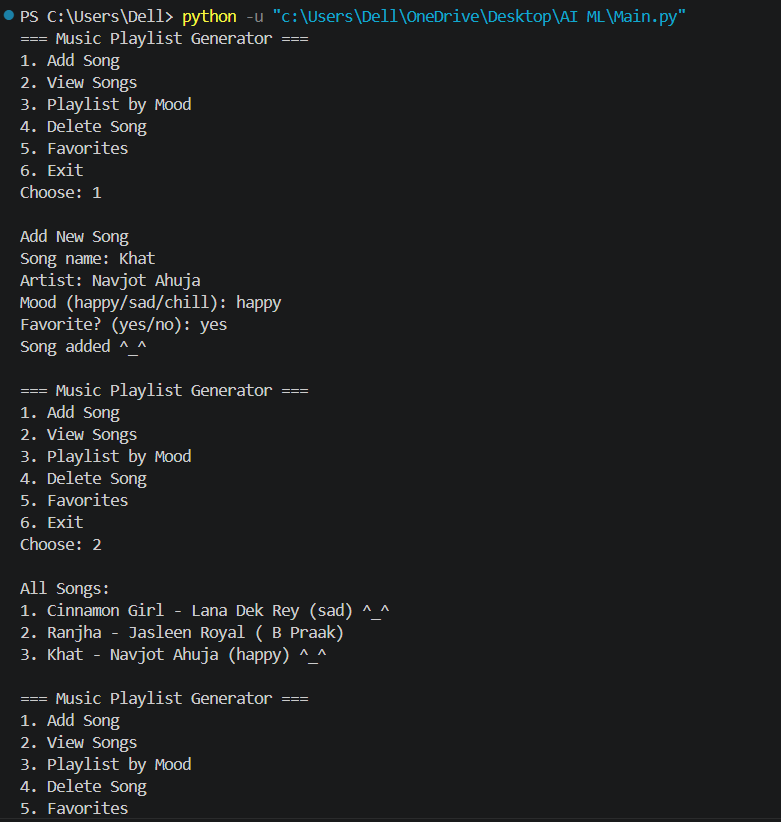 PS C:\Users\Dell> python -u "c:\Users\Dell\OneDrive\Desktop\AI ML\Main.py"
=== Music Playlist Generator ===
1. Add Song
2. View Songs
3. Playlist by Mood
4. Delete Song
5. Favorites
6. Exit
Choose: 1
Add New Song
Song name: Khat
Artist: Navjot Ahuja
Mood (happy/sad/chill): happy
Favorite? (yes/no): yes
Song added ^_^
=== Music Playlist Generator ===
1. Add Song
2. View Songs
3. Playlist by Mood
4. Delete Song
5. Favorites
6. Exit
Choose: 2
All Songs:
1. Cinnamon Girl - Lana Dek Rey (sad) ^_^
2. Ranjha - Jasleen Royal ( B Praak)
3. Khat - Navjot Ahuja (happy) ^_^
=== Music Playlist Generator ===
1. Add Song
2. View Songs
3. Playlist by Mood
4. Delete Song
5. Favorites